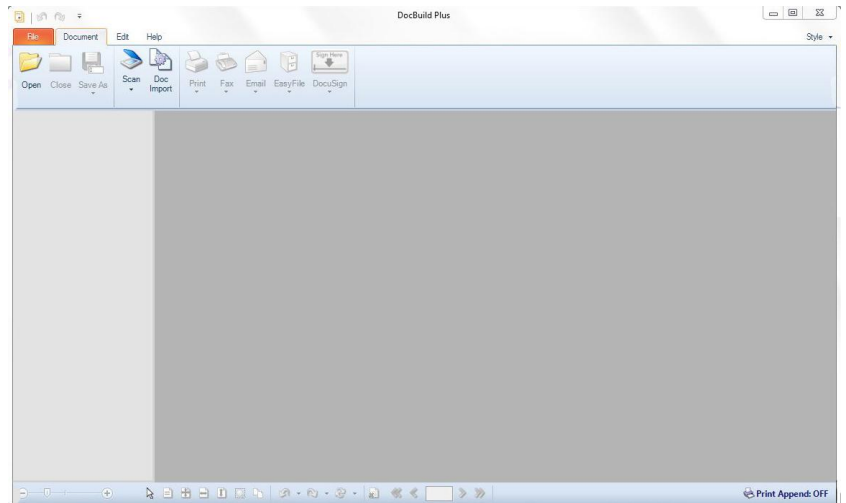 DocBuild Plus
File Document Edit Help Style
Open Close Save As Scan Doc Import Print Fax Email EasyFile Sign Here DocuSign
Print Append: OFF